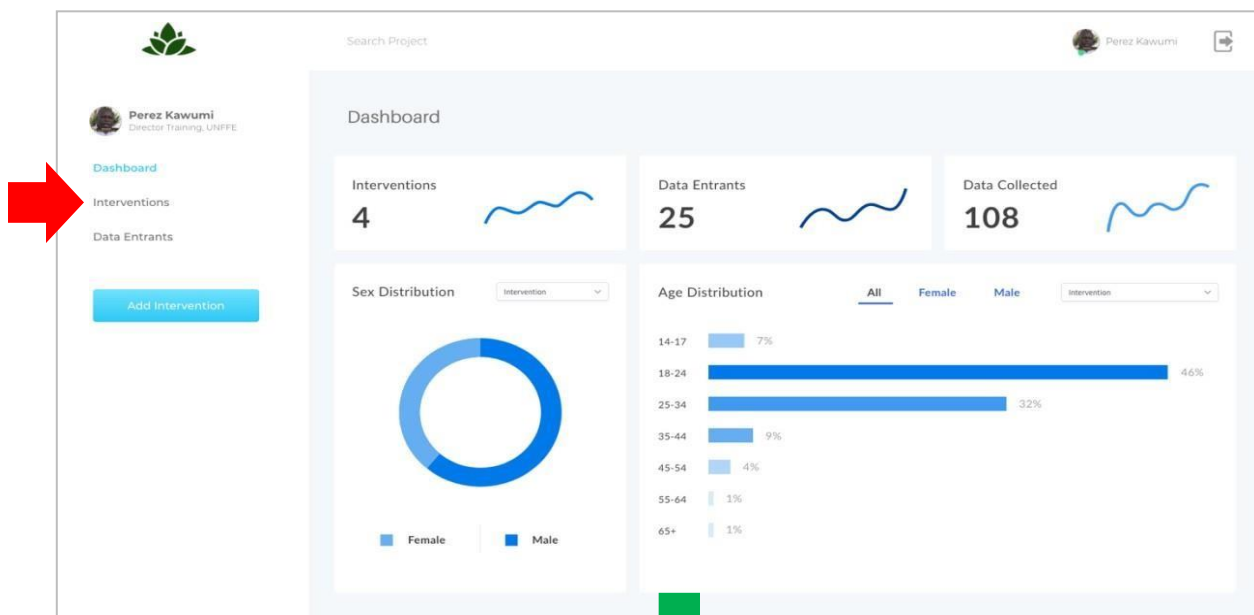 Search Project
Perez Kawumi
Perez Kawumi
Director Training, UNFFE
Dashboard
Interventions
Data Entrants
Add Intervention
Dashboard
Interventions
4
Data Entrants
25
Data Collected
108
Sex Distribution
Intervention
Female
Male
Age Distribution
All Female Male
Intervention
14-17 7%
18-24 46%
25-34 32%
35-44 9%
45-54 4%
55-64 1%
65+ 1%